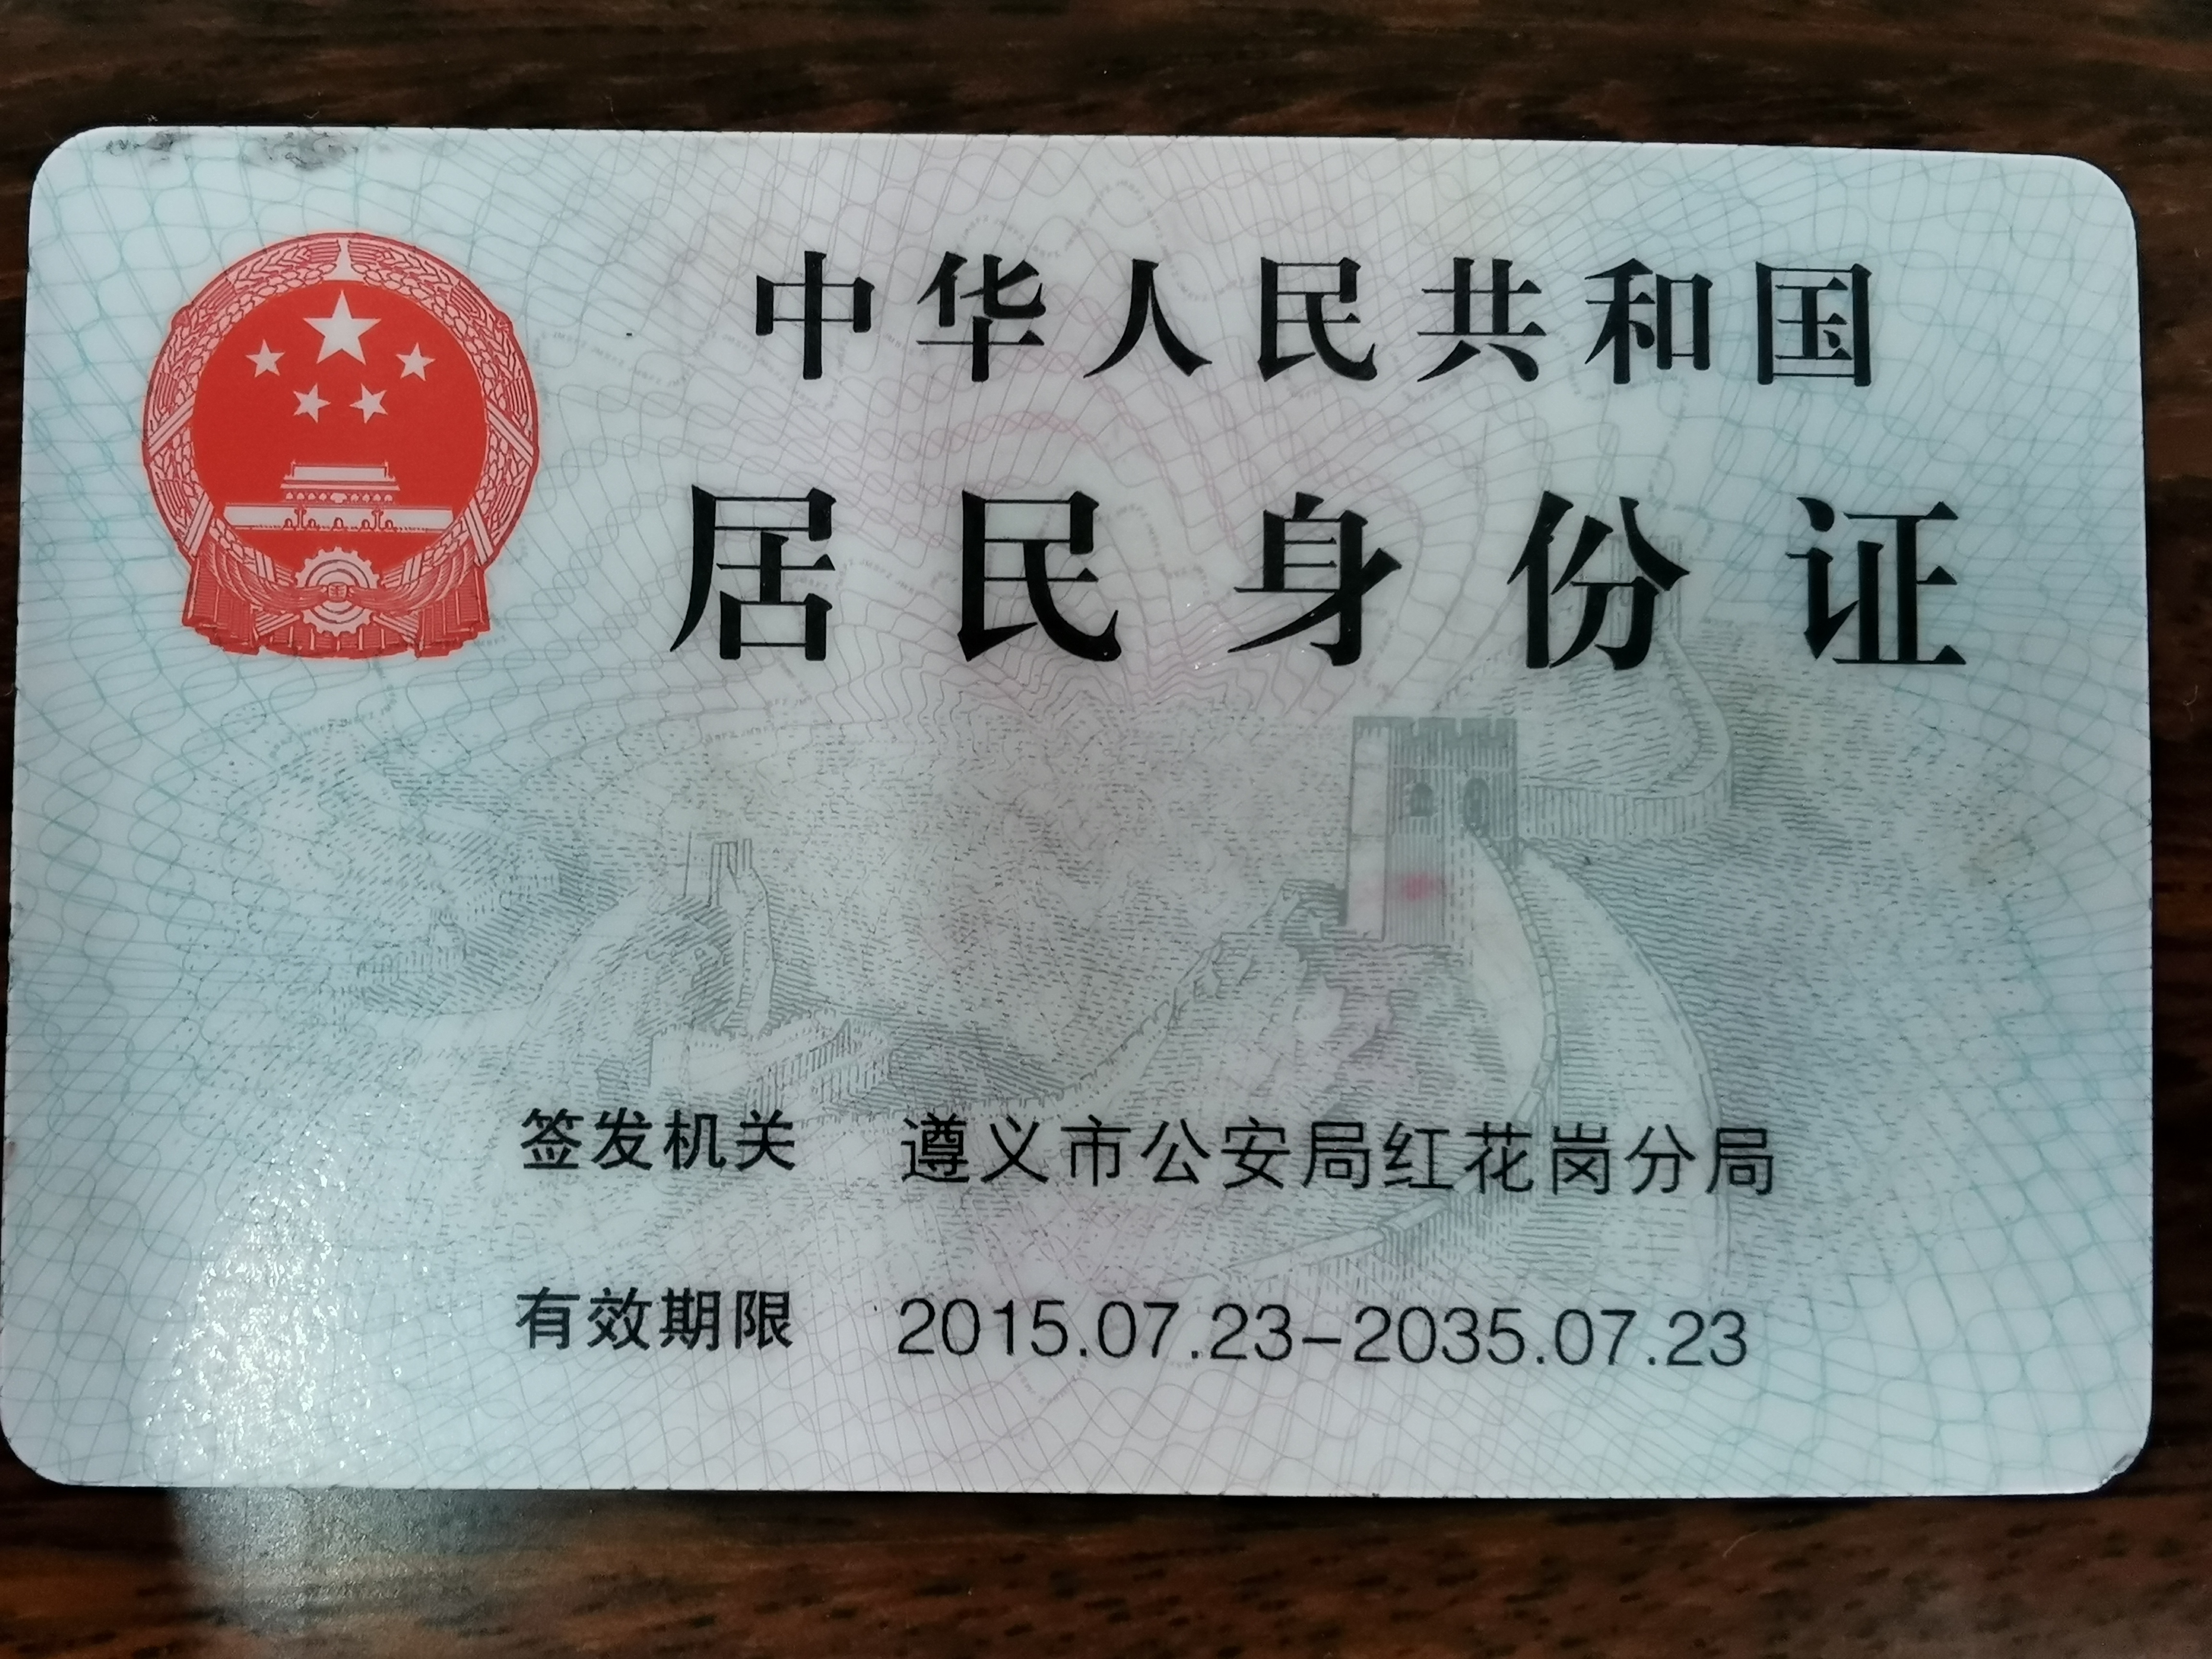 中华人民共和国
居民身份证
签发机关 遵义市公安局红花岗分局
有效期限 2015.07.23-2035.07.23